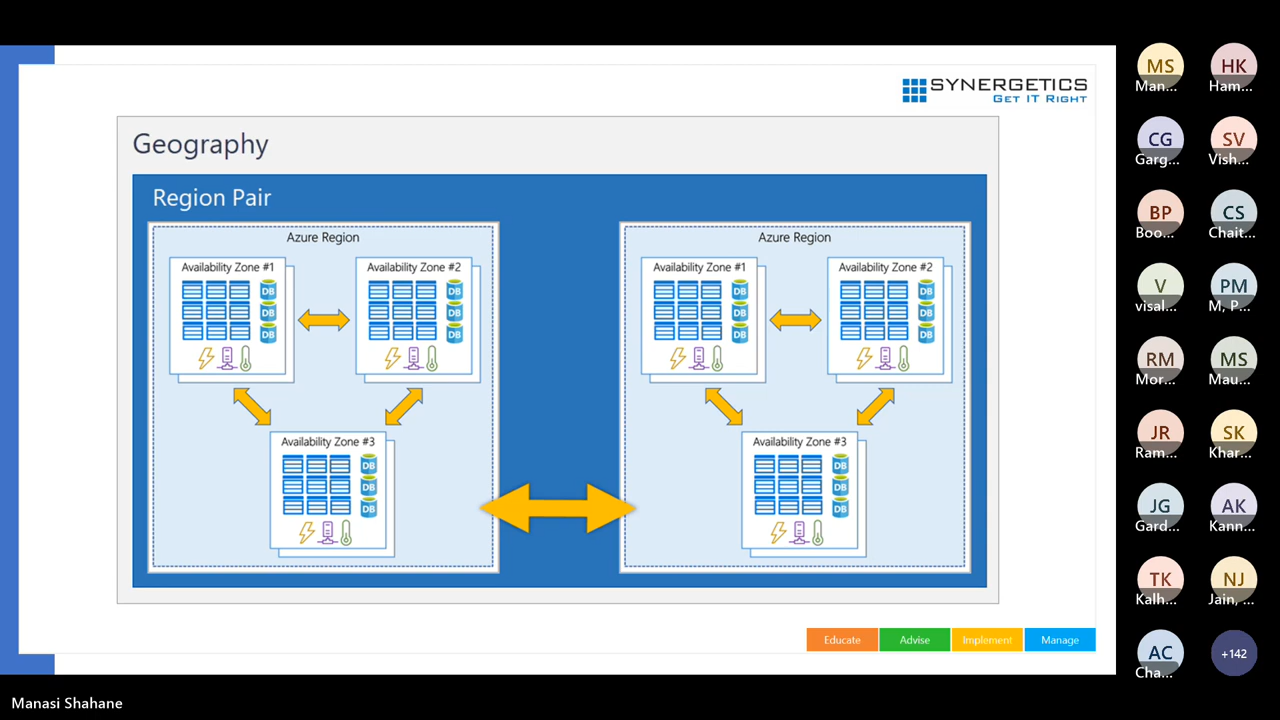 SYNERGETICS
GET IT RIGHT
Geography
Region Pair
Azure Region
Availability Zone #1
DB
DB
DB
Availability Zone #2
DB
DB
DB
Availability Zone #3
DB
DB
DB
Azure Region
Availability Zone #1
DB
DB
DB
Availability Zone #2
DB
DB
DB
Availability Zone #3
DB
DB
DB
Educate
Advise
Implement
Manage
MS
Man...
HK
Ham...
CG
Garg...
SV
Vish...
BP
Boo...
CS
Chait...
V
visal...
PM
M, P...
RM
Mor...
MS
Mau...
JR
Ram...
SK
Khar...
JG
Gard...
AK
Kann...
TK
Kalh...
NJ
Jain, ...
AC
Cha...
+142
Manasi Shahane